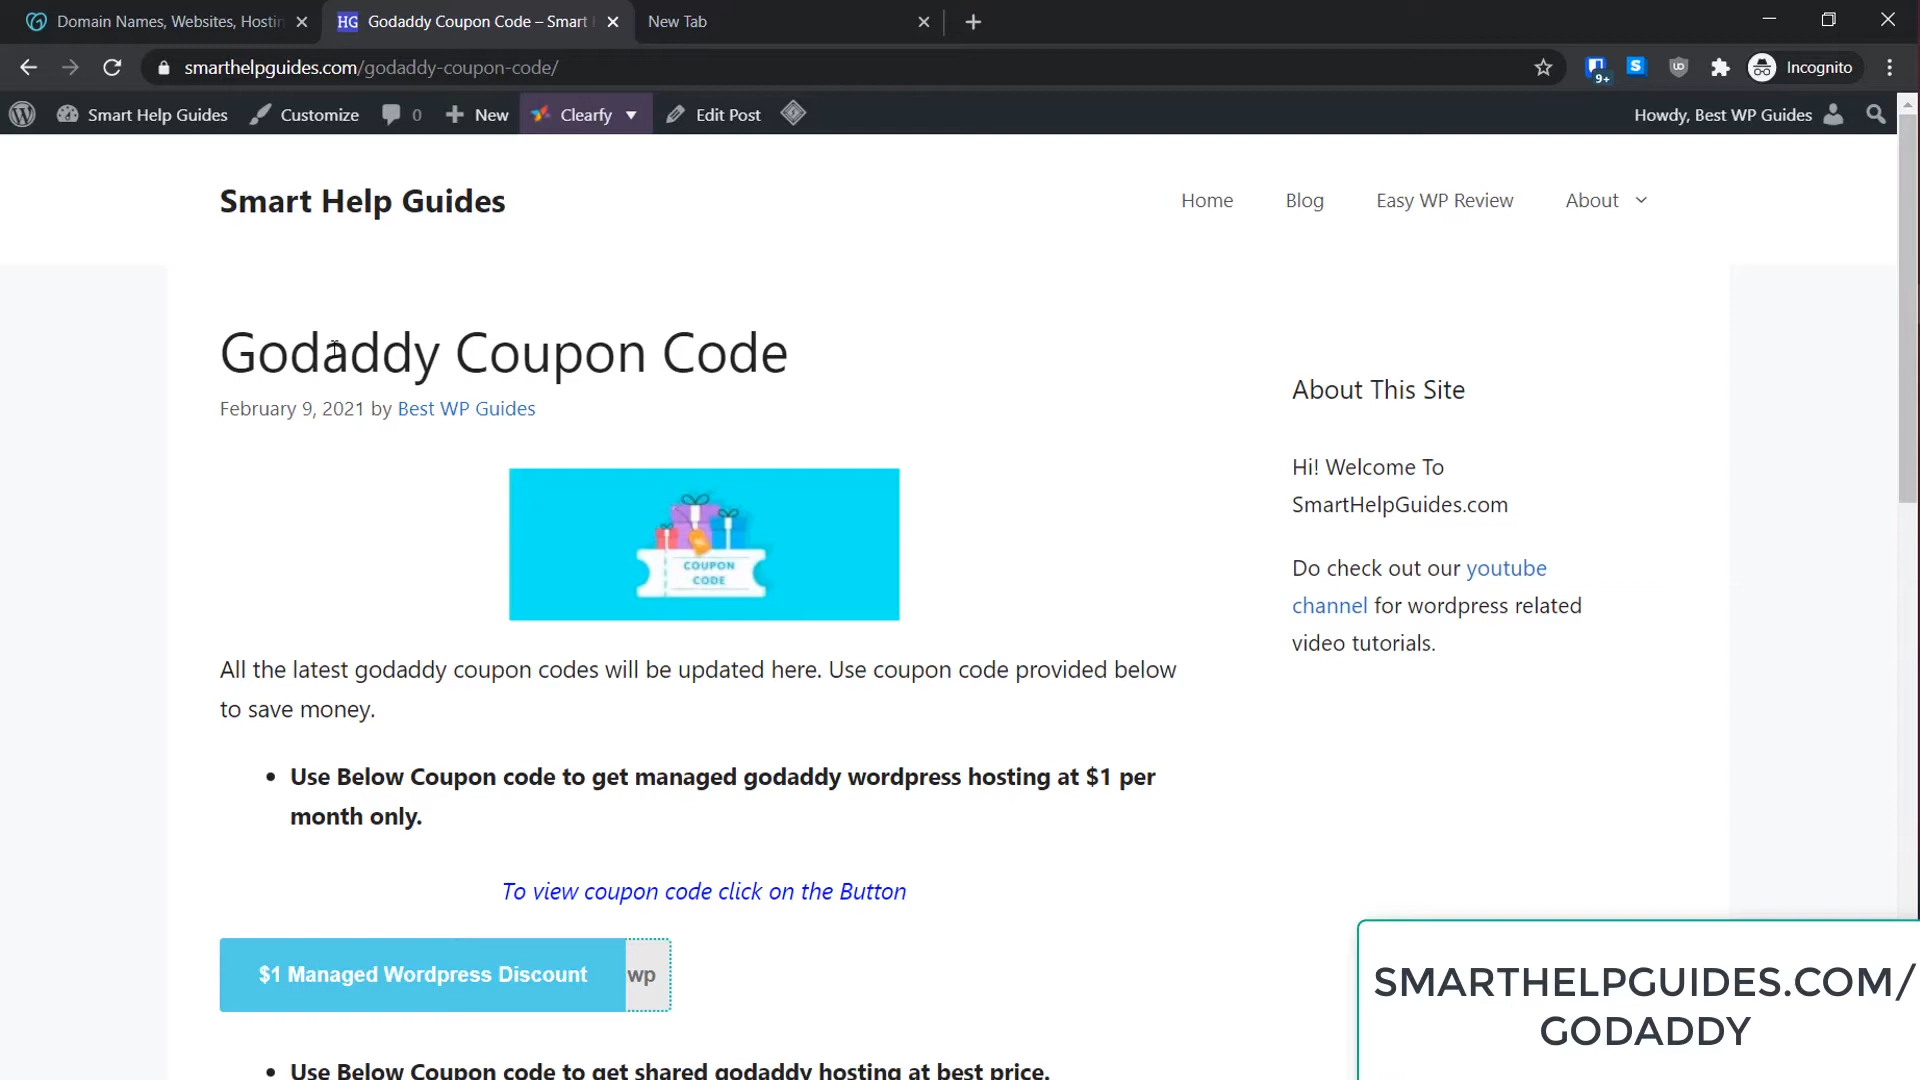 Domain Names, Websites, Hostin
HG Godaddy Coupon Code – Smart H
New Tab
smarthelpguides.com/godaddy-coupon-code/
9+
S
Incognito
Smart Help Guides
Customize
0
New
Clearfy
Edit Post
Howdy, Best WP Guides
Smart Help Guides
Home
Blog
Easy WP Review
About
Godaddy Coupon Code
February 9, 2021 by Best WP Guides
COUPON
CODE
All the latest godaddy coupon codes will be updated here. Use coupon code provided below
to save money.
• Use Below Coupon code to get managed godaddy wordpress hosting at $1 per
month only.
To view coupon code click on the Button
$1 Managed Wordpress Discount
wp
• Use Below Coupon code to get shared godaddy hosting at best price.
About This Site
Hi! Welcome To
SmartHelpGuides.com
Do check out our youtube
channel for wordpress related
video tutorials.
SMARTHELPGUIDES.COM/
GODADDY